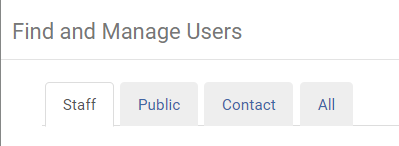 Find and Manage Users
Staff Public Contact All